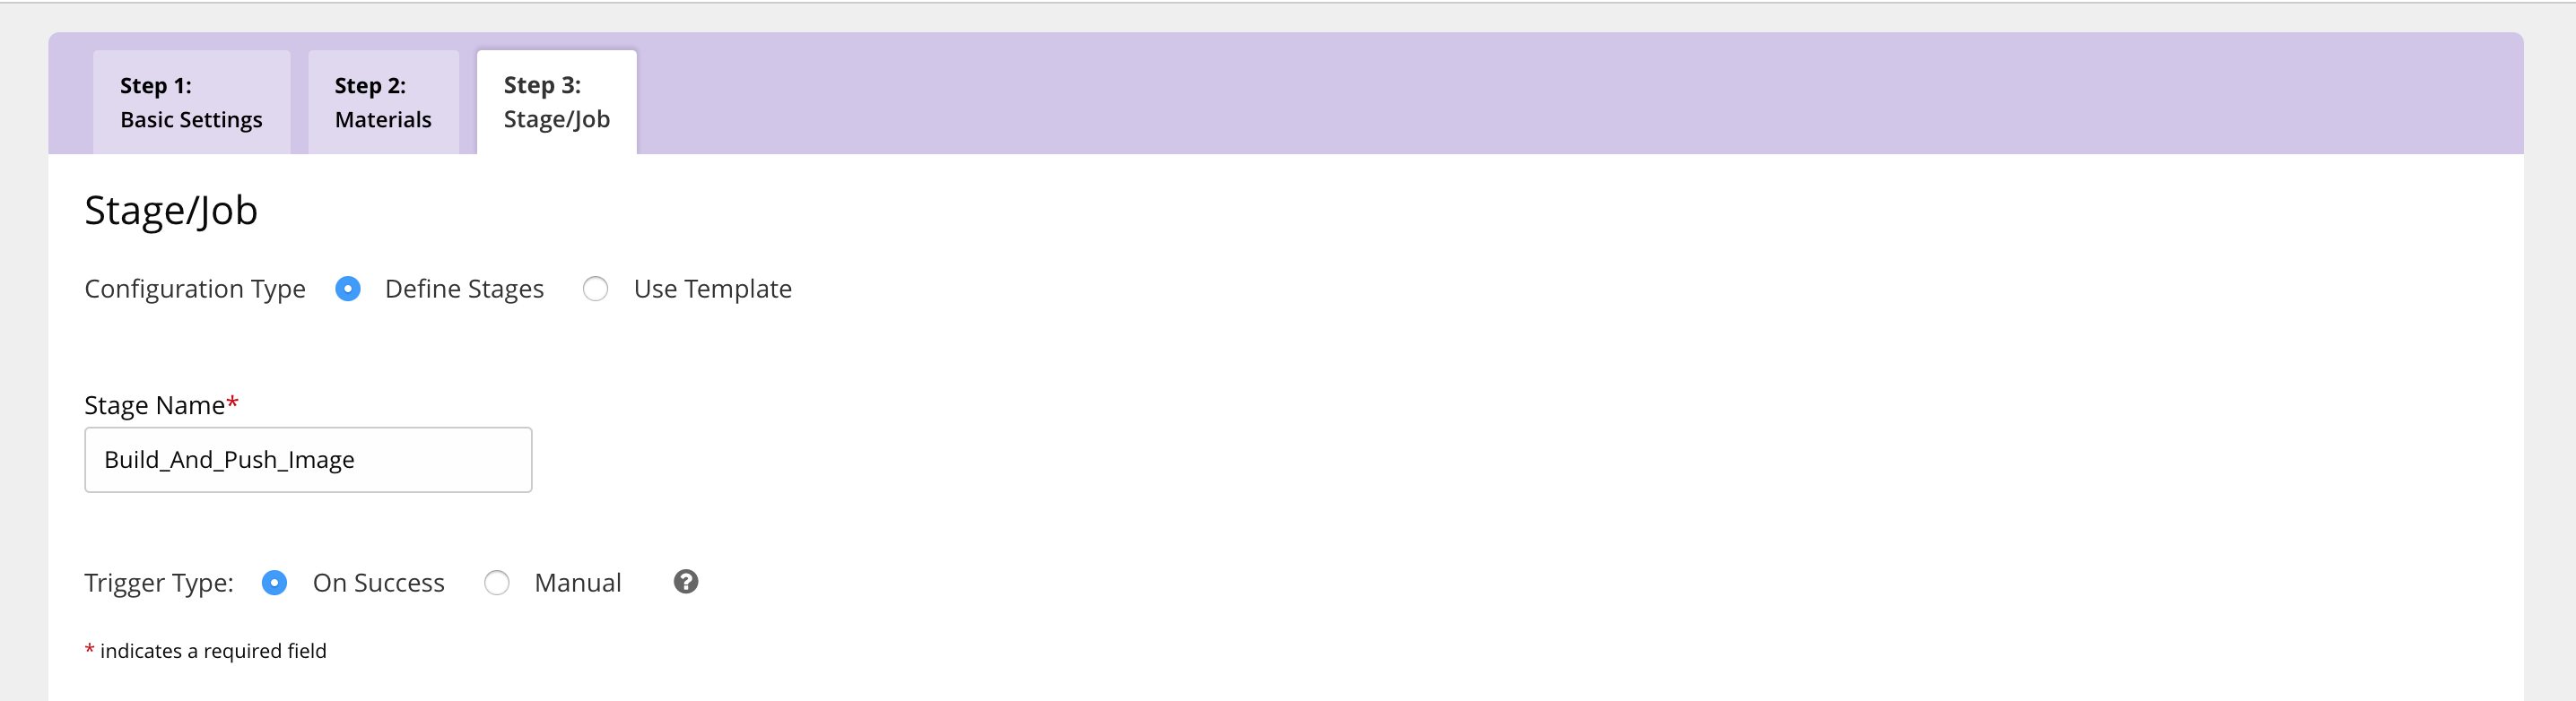 Step 1:
Basic Settings
Step 2:
Materials
Step 3:
Stage/Job
Stage/Job
Configuration Type Define Stages Use Template
Stage Name*
Build_And_Push_Image
Trigger Type: On Success Manual ?
* indicates a required field